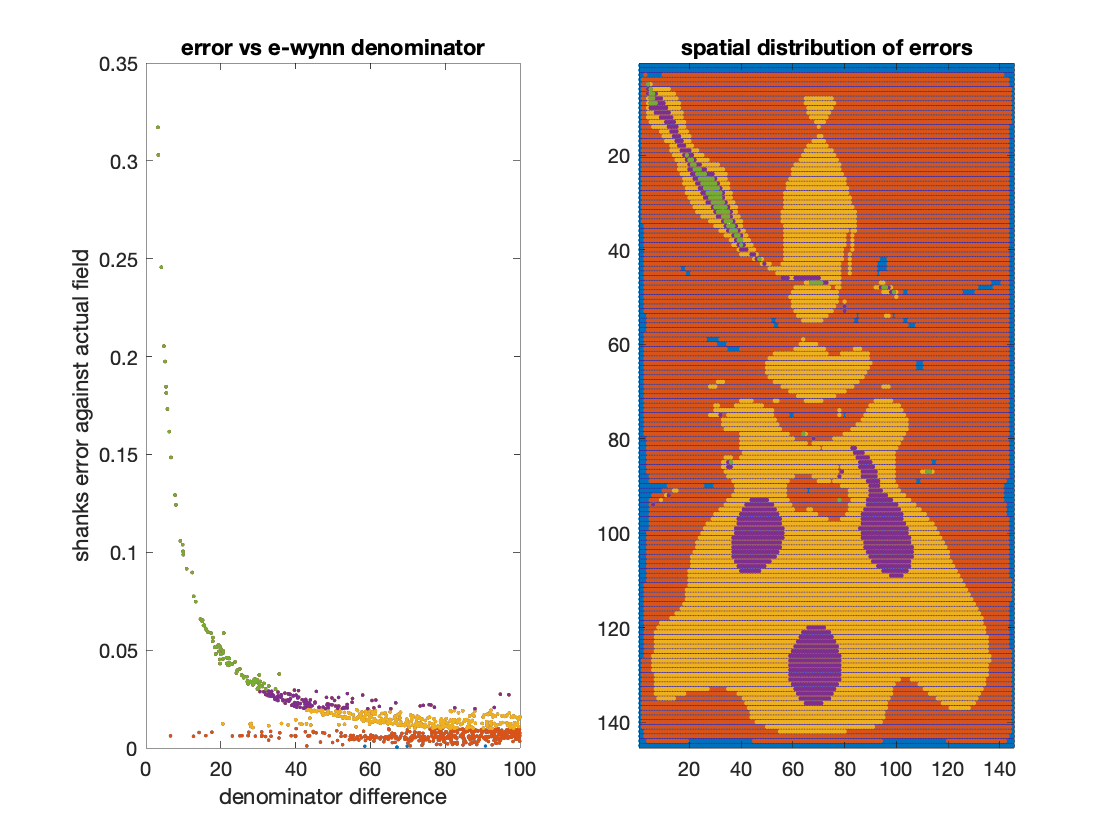 error vs e-wynn denominator
0.35
0.3
0.25
0.2
0.15
0.1
0.05
0
0 20 40 60 80 100
shanks error against actual field
denominator difference
spatial distribution of errors
20
40
60
80
100
120
140
20 40 60 80 100 120 140